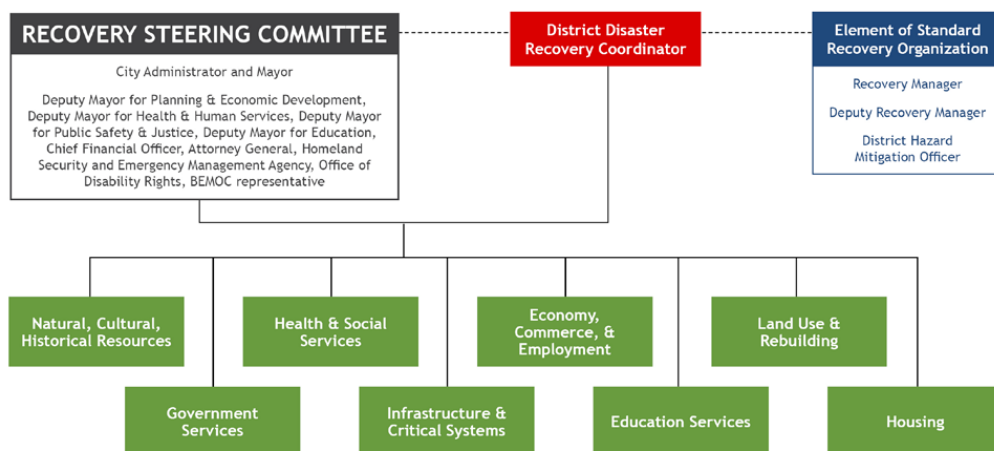 RECOVERY STEERING COMMITTEE
City Administrator and Mayor
Deputy Mayor for Planning & Economic Development,
Deputy Mayor for Health & Human Services, Deputy Mayor
for Public Safety & Justice, Deputy Mayor for Education,
Chief Financial Officer, Attorney General, Homeland
Security and Emergency Management Agency, Office of
Disability Rights, BEMOC representative
District Disaster
Recovery Coordinator
Element of Standard
Recovery Organization
Recovery Manager
Deputy Recovery Manager
District Hazard
Mitigation Officer
Natural, Cultural,
Historical Resources
Health & Social
Services
Economy,
Commerce, &
Employment
Land Use &
Rebuilding
Government
Services
Infrastructure &
Critical Systems
Education Services
Housing